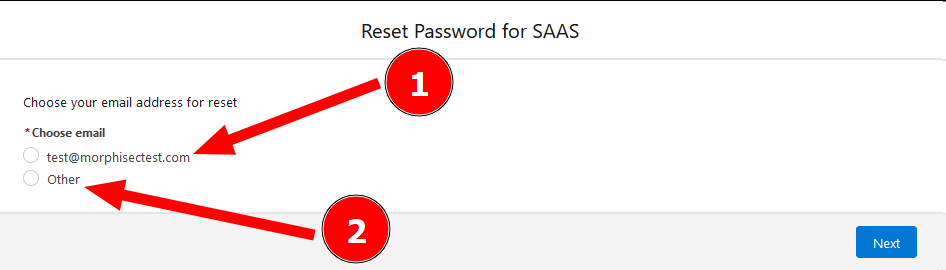 Reset Password for SAAS
1
Choose your email address for reset
*Choose email
test@morphisectest.com
Other
2
Next